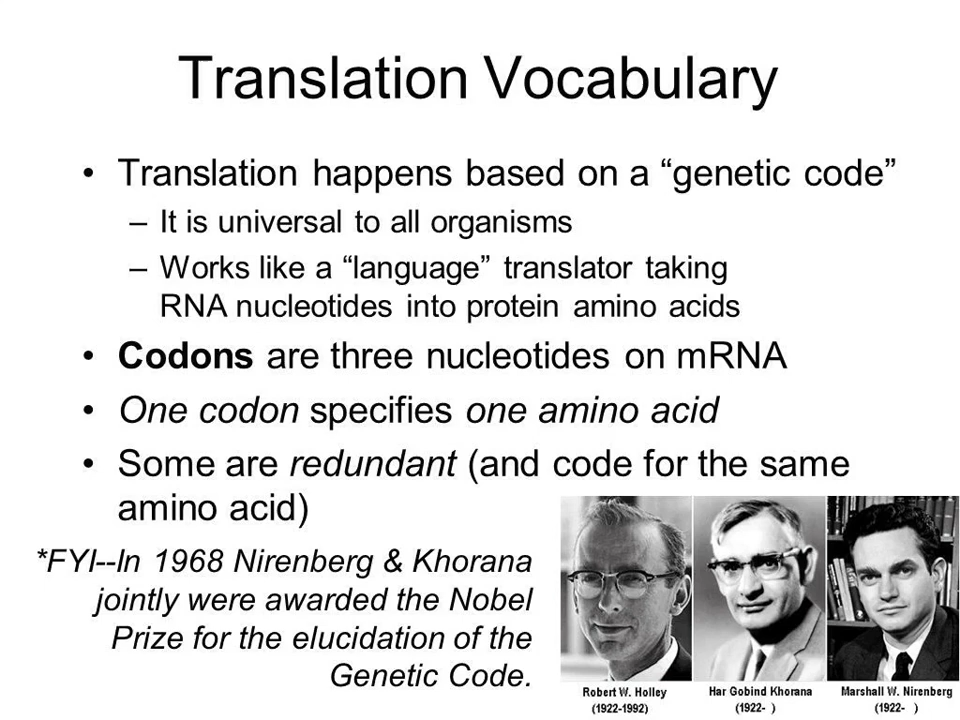 Translation Vocabulary
• Translation happens based on a “genetic code”
– It is universal to all organisms
– Works like a “language” translator taking
RNA nucleotides into protein amino acids
• Codons are three nucleotides on mRNA
• One codon specifies one amino acid
• Some are redundant (and code for the same
amino acid)
*FYI--In 1968 Nirenberg & Khorana
jointly were awarded the Nobel
Prize for the elucidation of the
Genetic Code.
Robert W. Holley
(1922-1992)
Har Gobind Khorana
(1922- )
Marshall W. Nirenberg
(1922- )